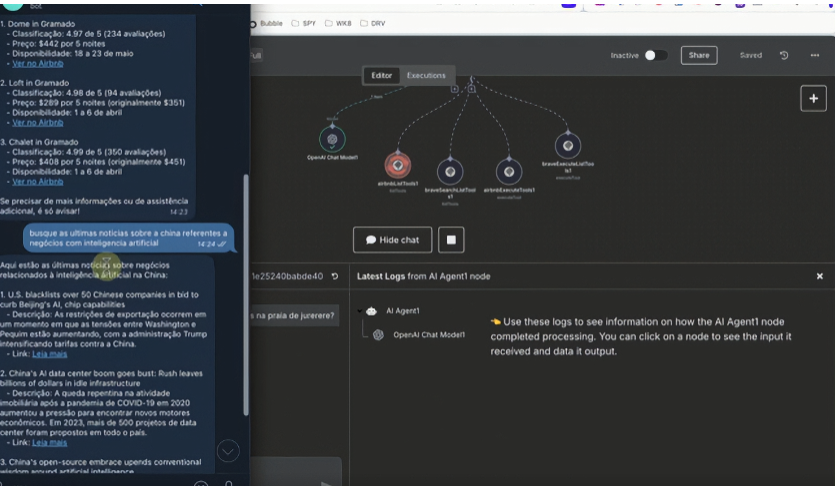 Bot
1. Dome in Gramado
- Classificação: 4.97 de 5 (234 avaliações)
- Preço: $442 por 5 noites
- Disponibilidade: 18 a 23 de maio
- Ver no Airbnb
2. Loft in Gramado
- Classificação: 4.98 de 5 (94 avaliações)
- Preço: $289 por 5 noites (originalmente $351)
- Disponibilidade: 1 a 6 de abril
- Ver no Airbnb
3. Chalet in Gramado
- Classificação: 4.99 de 5 (350 avaliações)
- Preço: $408 por 5 noites (originalmente $451)
- Disponibilidade: 1 a 6 de abril
- Ver no Airbnb
Se precisar de mais informações ou de assistência
adicional, é só avisar!
14:23
busque as ultimas noticias sobre a china referentes a
negócios com inteligencia artificial
14:24
Aqui estão as últimas notícias sobre negócios
relacionados à inteligência artificial na China:
1. U.S. blacklists over 50 Chinese companies in bid to
curb Beijing's AI, chip capabilities
- Descrição: As restrições de exportação ocorrem em
um momento em que as tensões entre Washington e
Pequim estão aumentando, com a administração Trump
intensificando tarifas contra a China.
- Link: Leia mais
2. China's AI data center boom goes bust: Rush leaves
billions of dollars in idle infrastructure
- Descrição: A queda repentina na atividade
imobiliária após a pandemia de COVID-19 em 2020
aumentou a pressão para encontrar novos motores
econômicos. Em 2023, mais de 500 projetos de data
center foram propostos em todo o país.
- Link: Leia mais
3. China's open-source embrace upends conventional
wisdom around artificial intelligence
Bubble
SPY
WK8
DRV
Full
Inactive
Share
Saved
Editor
Executions
OpenAI Chat Model1
airbnbListTools1
braveSearchListTool
s1
airbnbExecuteTools1
braveExecuteListToo
ls1
Hide chat
1e25240babde40
Latest Logs from AI Agent1 node
s na praia de jurerere?
AI Agent1
OpenAI Chat Model1
👈 Use these logs to see information on how the AI Agent1 node
completed processing. You can click on a node to see the input it
received and data it output.